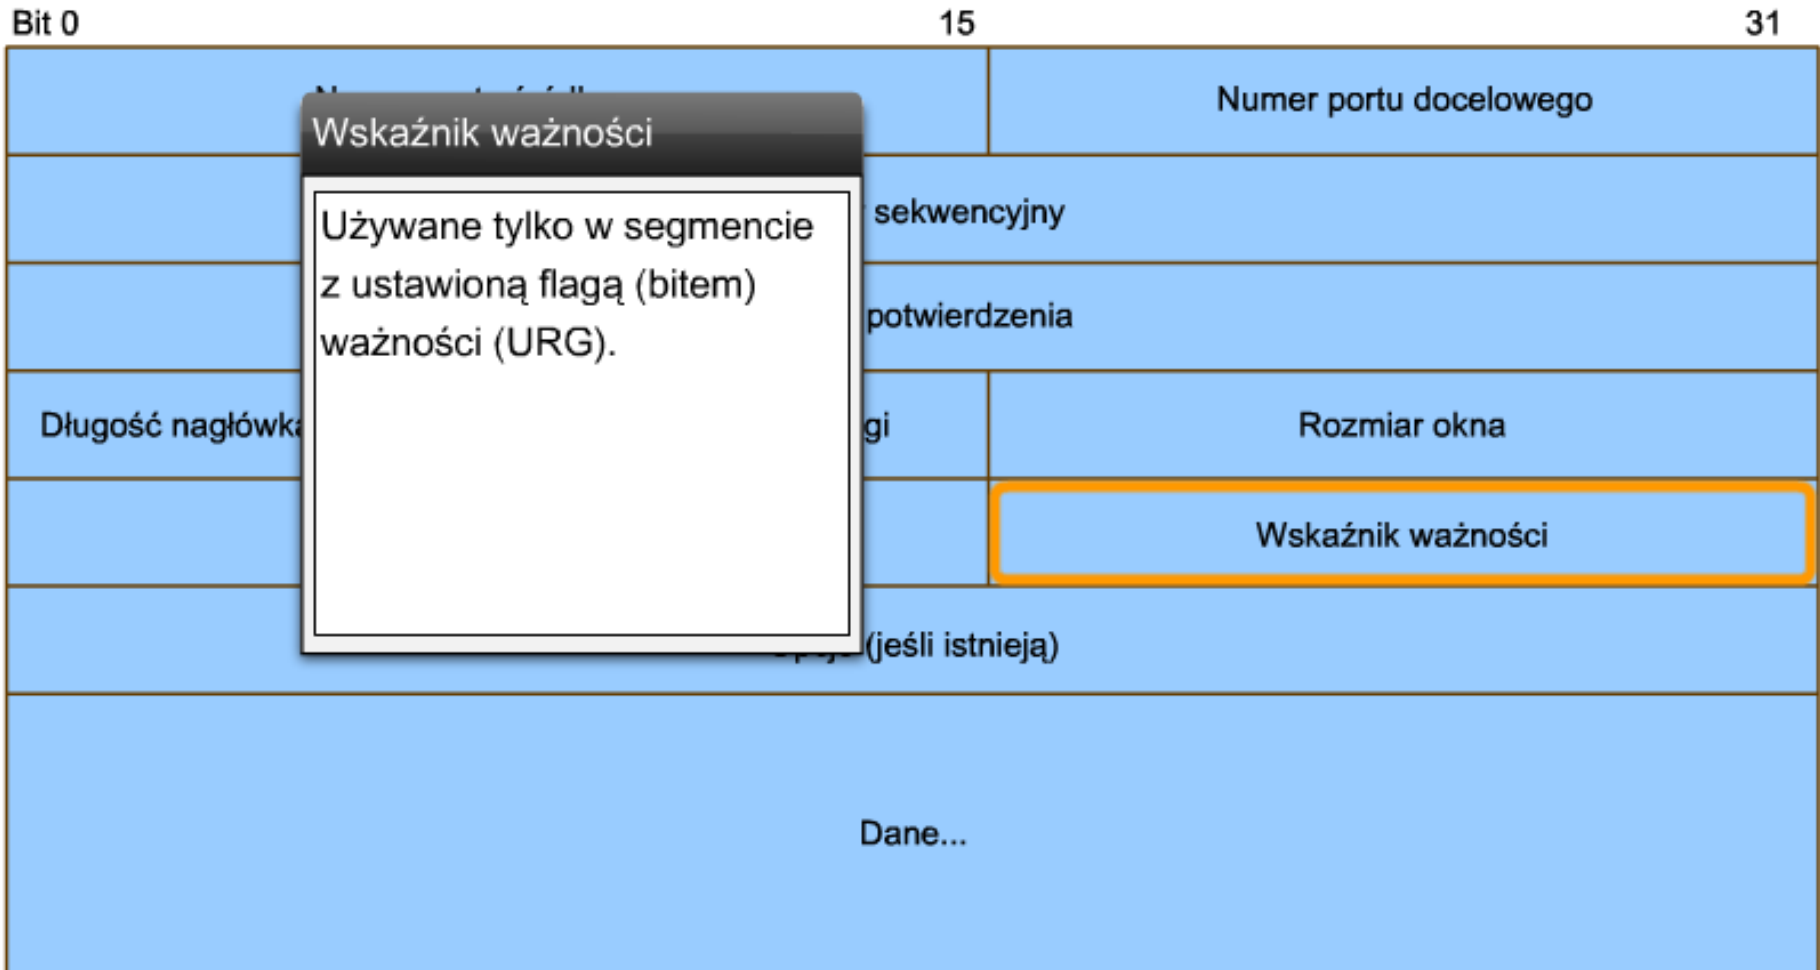 Bit 0 15 31
Numer portu docelowego
Wskaźnik ważności
Używane tylko w segmencie
z ustawioną flagą (bitem)
ważności (URG).
sekwencyjny
potwierdzenia
Długość nagłówka
Rozmiar okna
Wskaźnik ważności
(jeśli istnieją)
Dane...